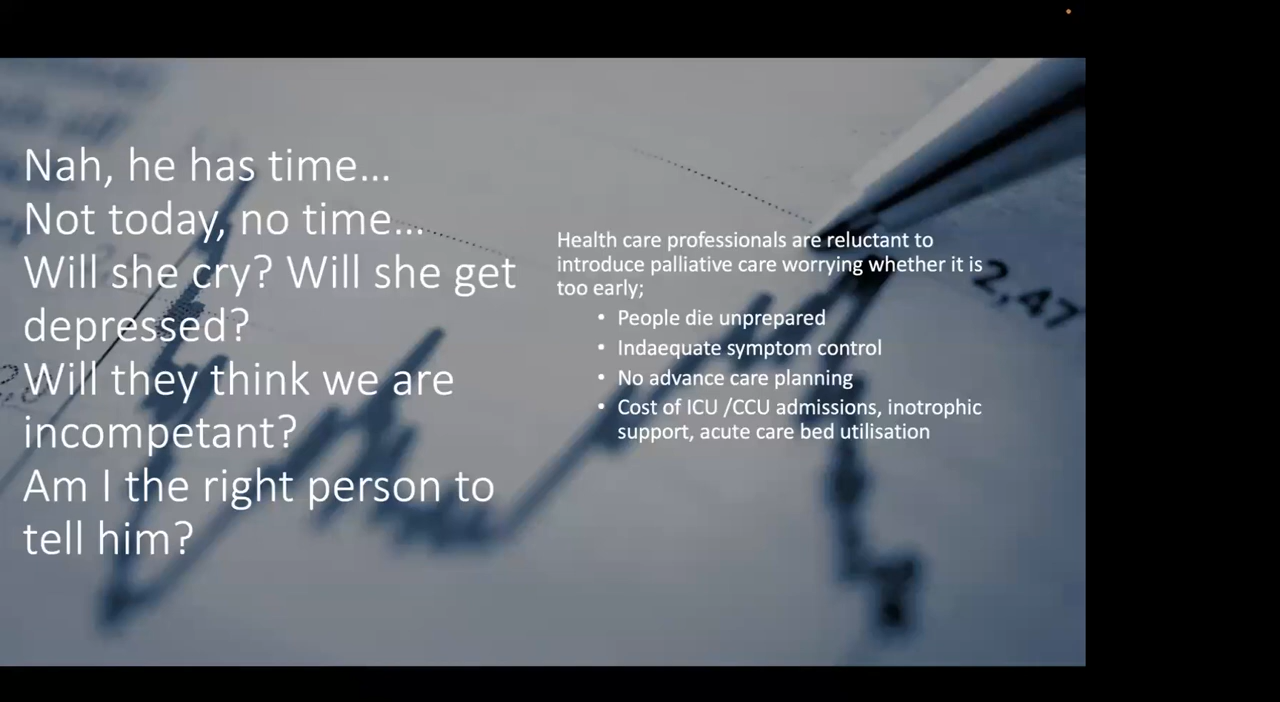 Nah, he has time...
Not today, no time...
Will she cry? Will she get
depressed?
Will they think we are
incompetant?
Am I the right person to
tell him?
Health care professionals are reluctant to
introduce palliative care worrying whether it is
too early;
• People die unprepared
• Indaequate symptom control
• No advance care planning
• Cost of ICU /CCU admissions, inotrophic
support, acute care bed utilisation
2,47